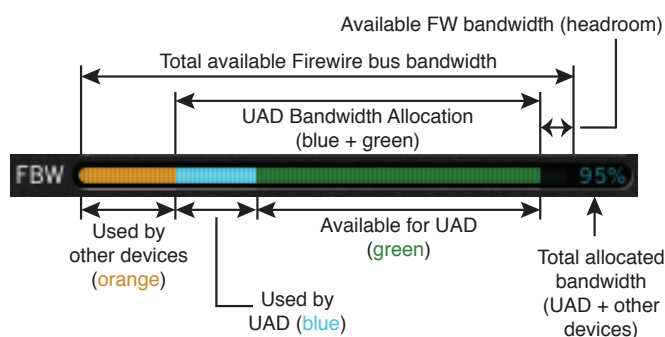 Available FW bandwidth (headroom)
Total available Firewire bus bandwidth
UAD Bandwidth Allocation
(blue + green)
FBW
95%
Used by
other devices
(orange)
Available for UAD
(green)
Used by
UAD (blue)
Total allocated
bandwidth
(UAD + other
devices)